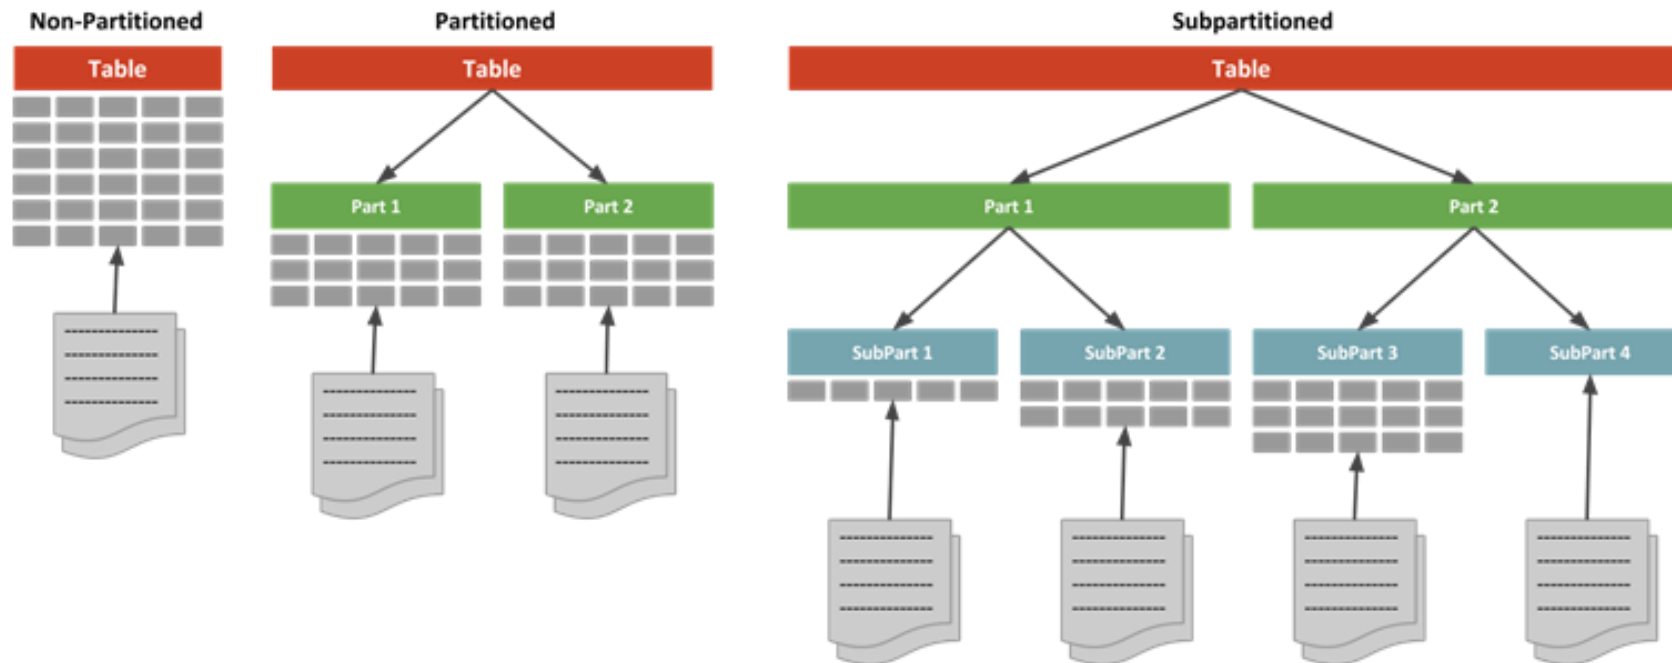 Non-Partitioned
Partitioned
Subpartitioned
Table
Table
Table
Part 1
Part 2
Part 1
Part 2
SubPart 1
SubPart 2
SubPart 3
SubPart 4